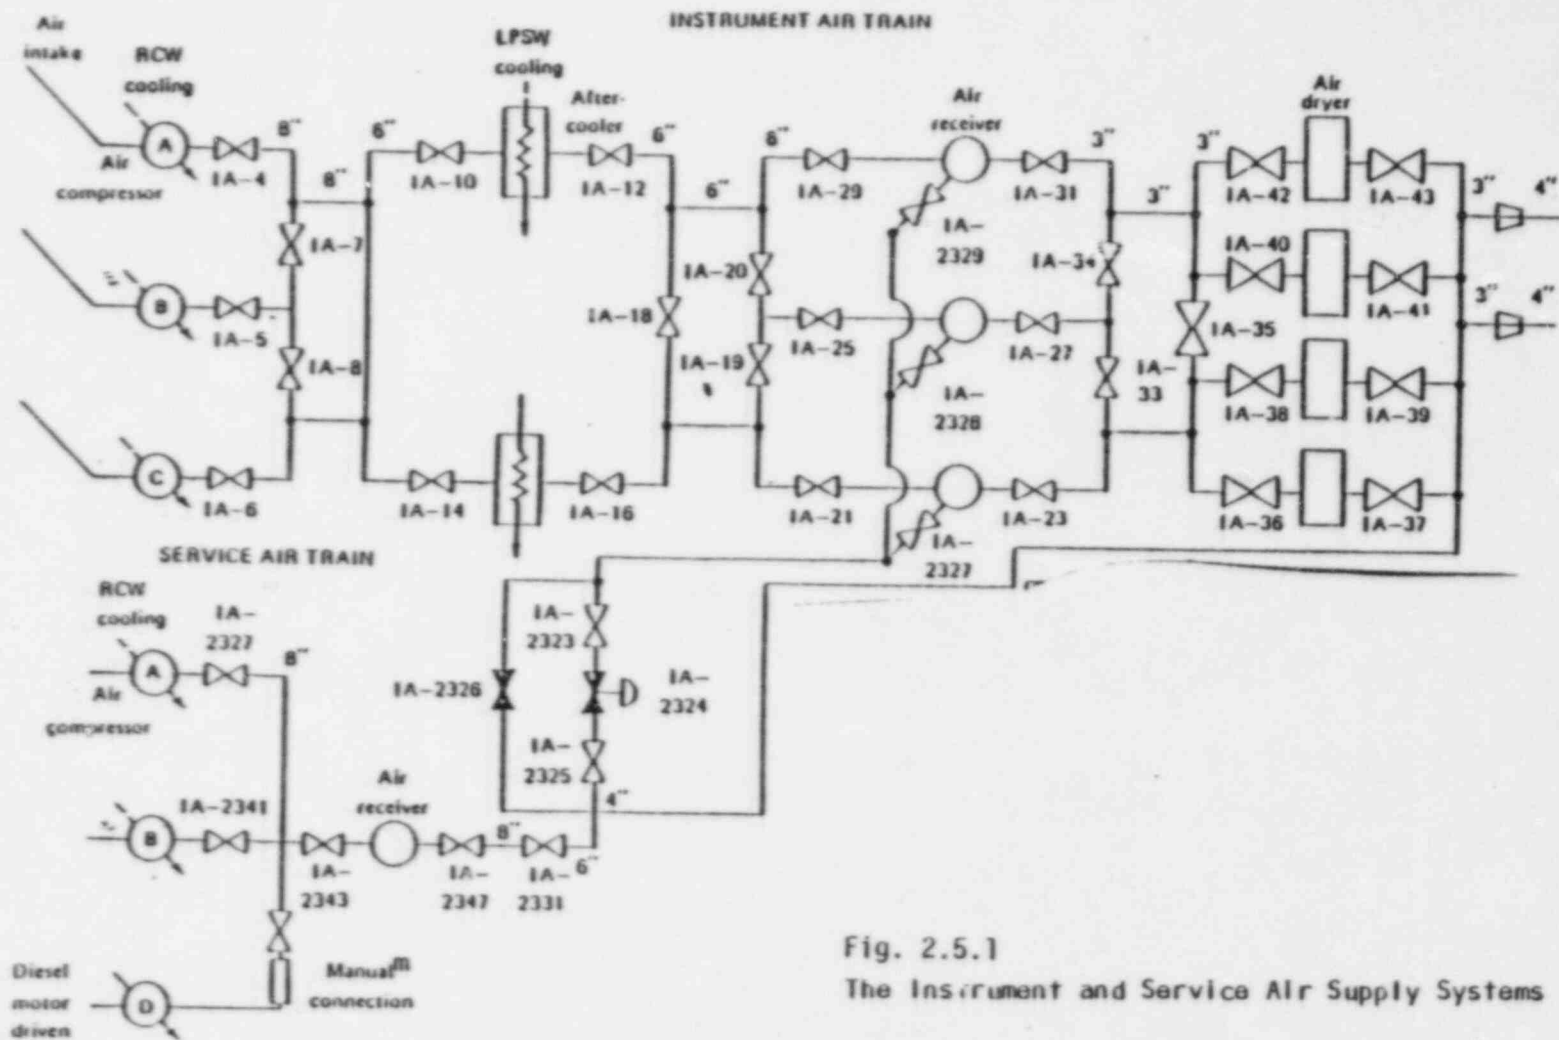 INSTRUMENT AIR TRAIN
Air
intake
RCW
cooling
A
Air
compressor
IA-4
8"
8"
6"
IA-10
LPSW
cooling
After-
cooler
IA-12
6"
6"
6"
IA-29
Air
receiver
IA-31
3"
3"
3"
IA-42
Air
dryer
IA-43
3"
4"
IA-7
IA-
2329
IA-20
IA-34
IA-40
IA-41
3"
4"
B
IA-5
IA-18
IA-25
IA-27
IA-35
IA-8
IA-19
IA-
2328
IA-
33
IA-38
IA-39
C
IA-6
IA-14
IA-16
IA-21
IA-23
IA-36
IA-37
IA-
2327
SERVICE AIR TRAIN
RCW
cooling
IA-
2327
8"
A
Air
compressor
IA-
2323
IA-2326
IA-
2324
IA-
2325
4"
B
IA-2341
IA-
2343
Air
receiver
IA-
2347
8"
IA-
2331
6"
Diesel
motor
driven
D
Manual m
connection
Fig. 2.5.1
The Instrument and Service Air Supply Systems